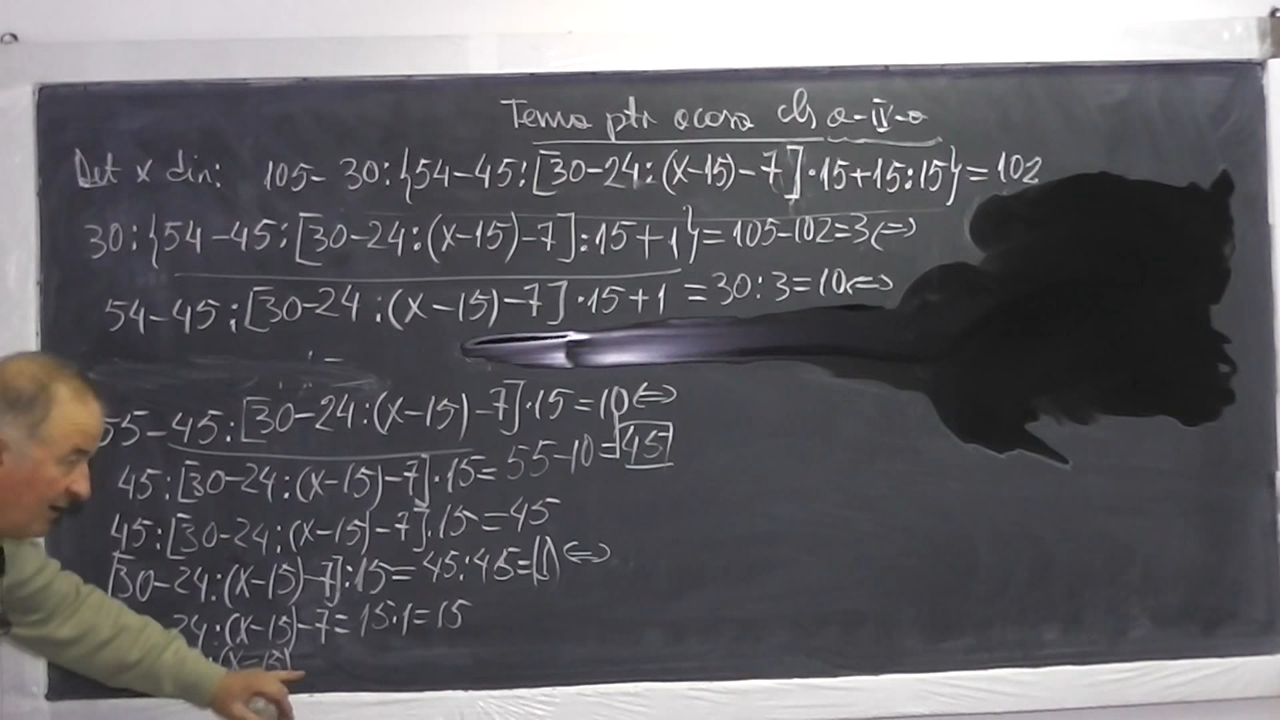 Tema ptr acasa cls a-IV-a
Det x din: 105- 30:{54-45:[30-24:(x-15)-7]·15+15:15}=102
30:{54-45:[30-24:(x-15)-7]:15+1}=105-102=3⇔
54-45:[30-24:(x-15)-7]·15+1=30:3=10⇔
55-45:[30-24:(x-15)-7]·15=10⇔
45:[30-24:(x-15)-7]·15=55-10=45
45:[30-24:(x-15)-7].15=45
[30-24:(x-15)-7]:15=45:45=1⇔
24:(x-15)-7=15·1=15
:(x-15)